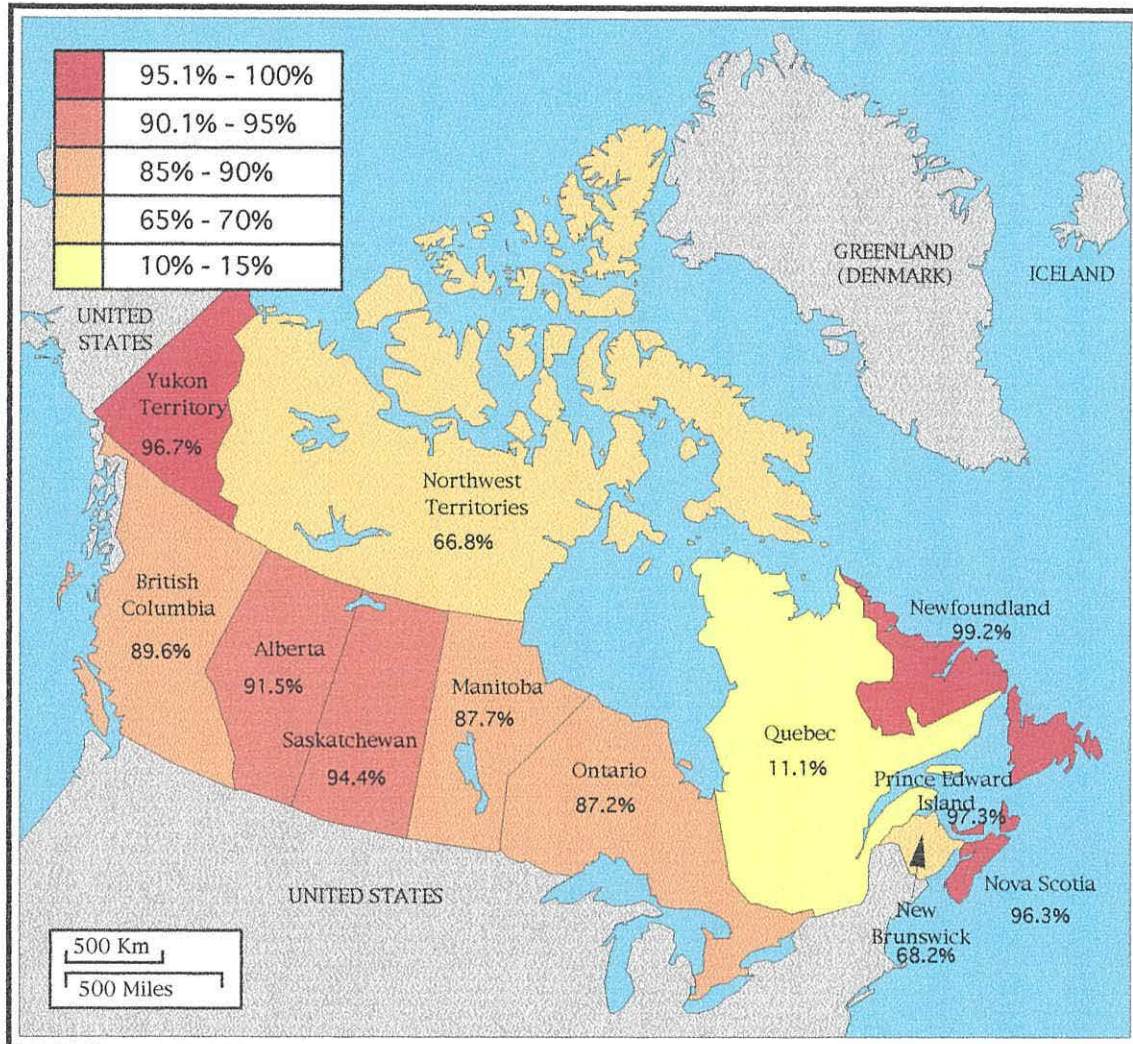 95.1% - 100%
90.1% - 95%
85% - 90%
65% - 70%
10% - 15%
GREENLAND
(DENMARK)
ICELAND
UNITED
STATES
Yukon
Territory
96.7%
Northwest
Territories
66.8%
British
Columbia
89.6%
Alberta
91.5%
Saskatchewan
94.4%
Manitoba
87.7%
Ontario
87.2%
Quebec
11.1%
Newfoundland
99.2%
Prince Edward
Island
97.3%
Nova Scotia
96.3%
New
Brunswick
68.2%
UNITED STATES
500 Km
500 Miles